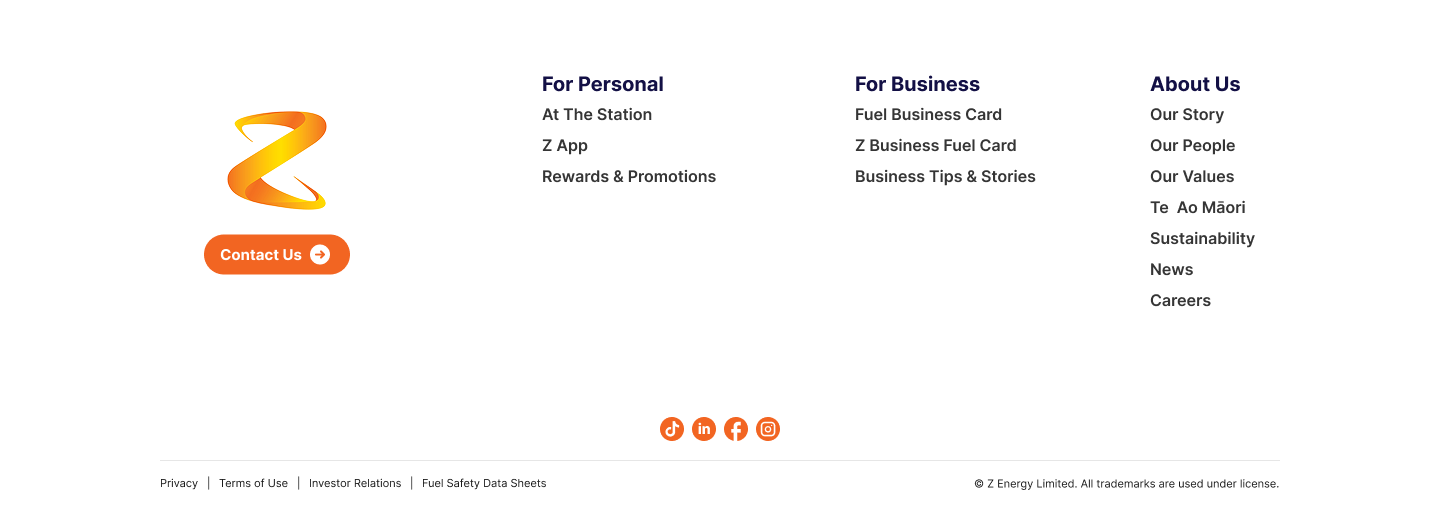 Contact Us
For Personal
At The Station
Z App
Rewards & Promotions
For Business
Fuel Business Card
Z Business Fuel Card
Business Tips & Stories
About Us
Our Story
Our People
Our Values
Te  Ao Māori
Sustainability
News
Careers
in
Privacy | Terms of Use | Investor Relations | Fuel Safety Data Sheets
© Z Energy Limited. All trademarks are used under license.